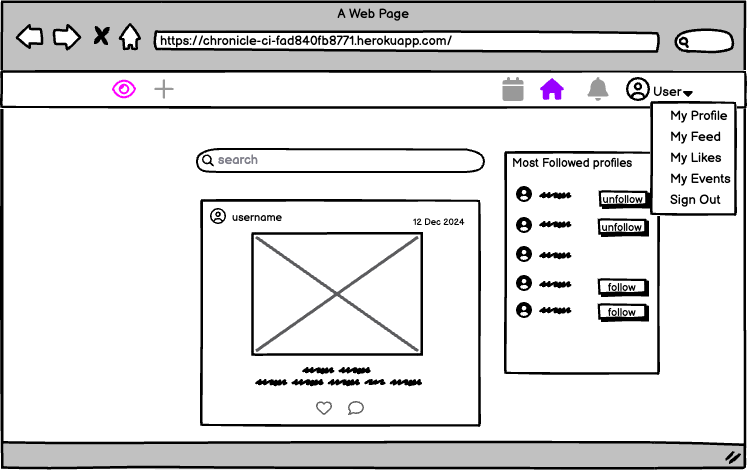 A Web Page
https://chronicle-ci-fad840fb8771.herokuapp.com/
User
My Profile
My Feed
My Likes
My Events
Sign Out
search
Most Followed profiles
unfollow
unfollow
follow
follow
username
12 Dec 2024